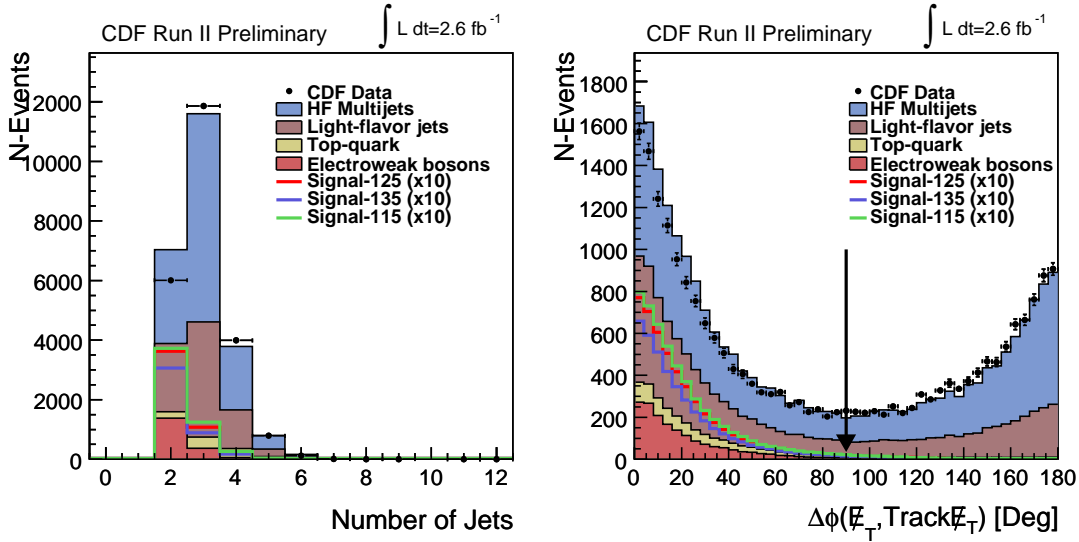 CDF Run II Preliminary ∫ L dt=2.6 fb⁻¹
N-Events
12000
10000
8000
6000
4000
2000
0
CDF Data
HF Multijets
Light-flavor jets
Top-quark
Electroweak bosons
Signal-125 (x10)
Signal-135 (x10)
Signal-115 (x10)
0 2 4 6 8 10 12
Number of Jets
CDF Run II Preliminary ∫ L dt=2.6 fb⁻¹
N-Events
1800
1600
1400
1200
1000
800
600
400
200
0
CDF Data
HF Multijets
Light-flavor jets
Top-quark
Electroweak bosons
Signal-125 (x10)
Signal-135 (x10)
Signal-115 (x10)
0 20 40 60 80 100 120 140 160 180
Δϕ(E̸_T,TrackE̸_T) [Deg]